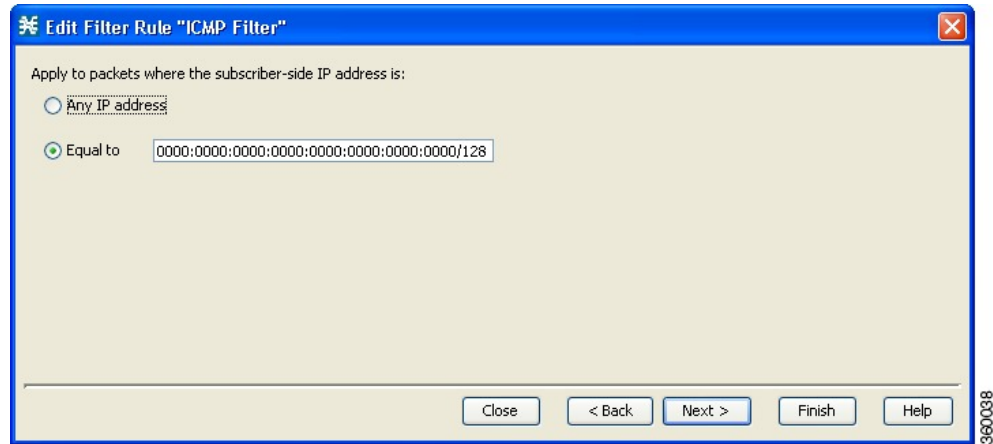 Edit Filter Rule "ICMP Filter"
Apply to packets where the subscriber-side IP address is:
Any IP address
Equal to 0000:0000:0000:0000:0000:0000:0000:0000/128
Close < Back Next > Finish Help
360038